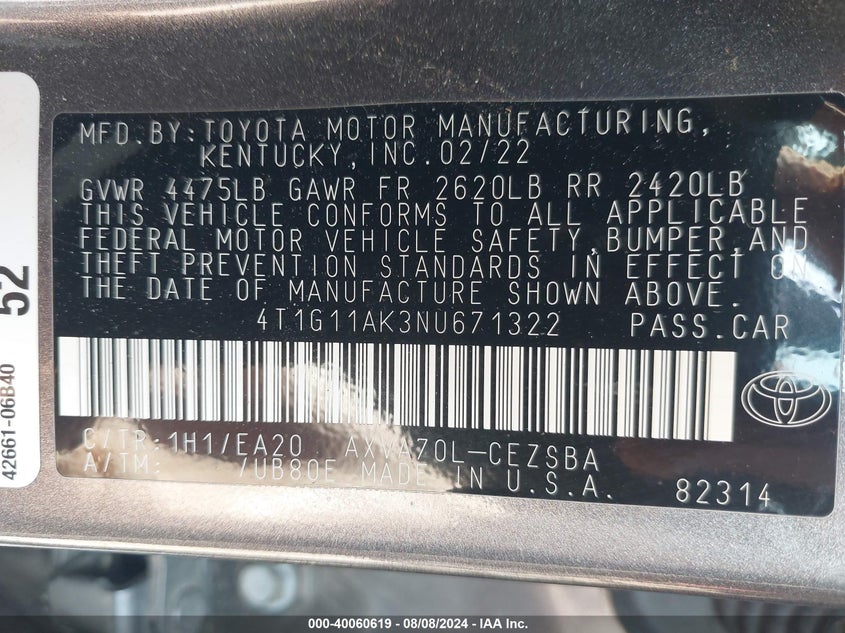 MFD.BY:TOYOTA MOTOR MANUFACTURING,
KENTUCKY,INC.02/22
GVWR 4475LB GAWR FR 2620LB RR 2420LB
THIS VEHICLE CONFORMS TO ALL APPLICABLE
FEDERAL MOTOR VEHICLE SAFETY,BUMPER,AND
THEFT PREVENTION STANDARDS IN EFFECT ON
THE DATE OF MANUFACTURE SHOWN ABOVE.
4T1G11AK3NU671322 PASS.CAR
C/TR:1H1/EA20 AXVA70L-CEZSBA
A/TM: /UB80E MADE IN U.S.A.
82314
52
42661-06B40
000-40060619 - 08/08/2024 - IAA Inc.